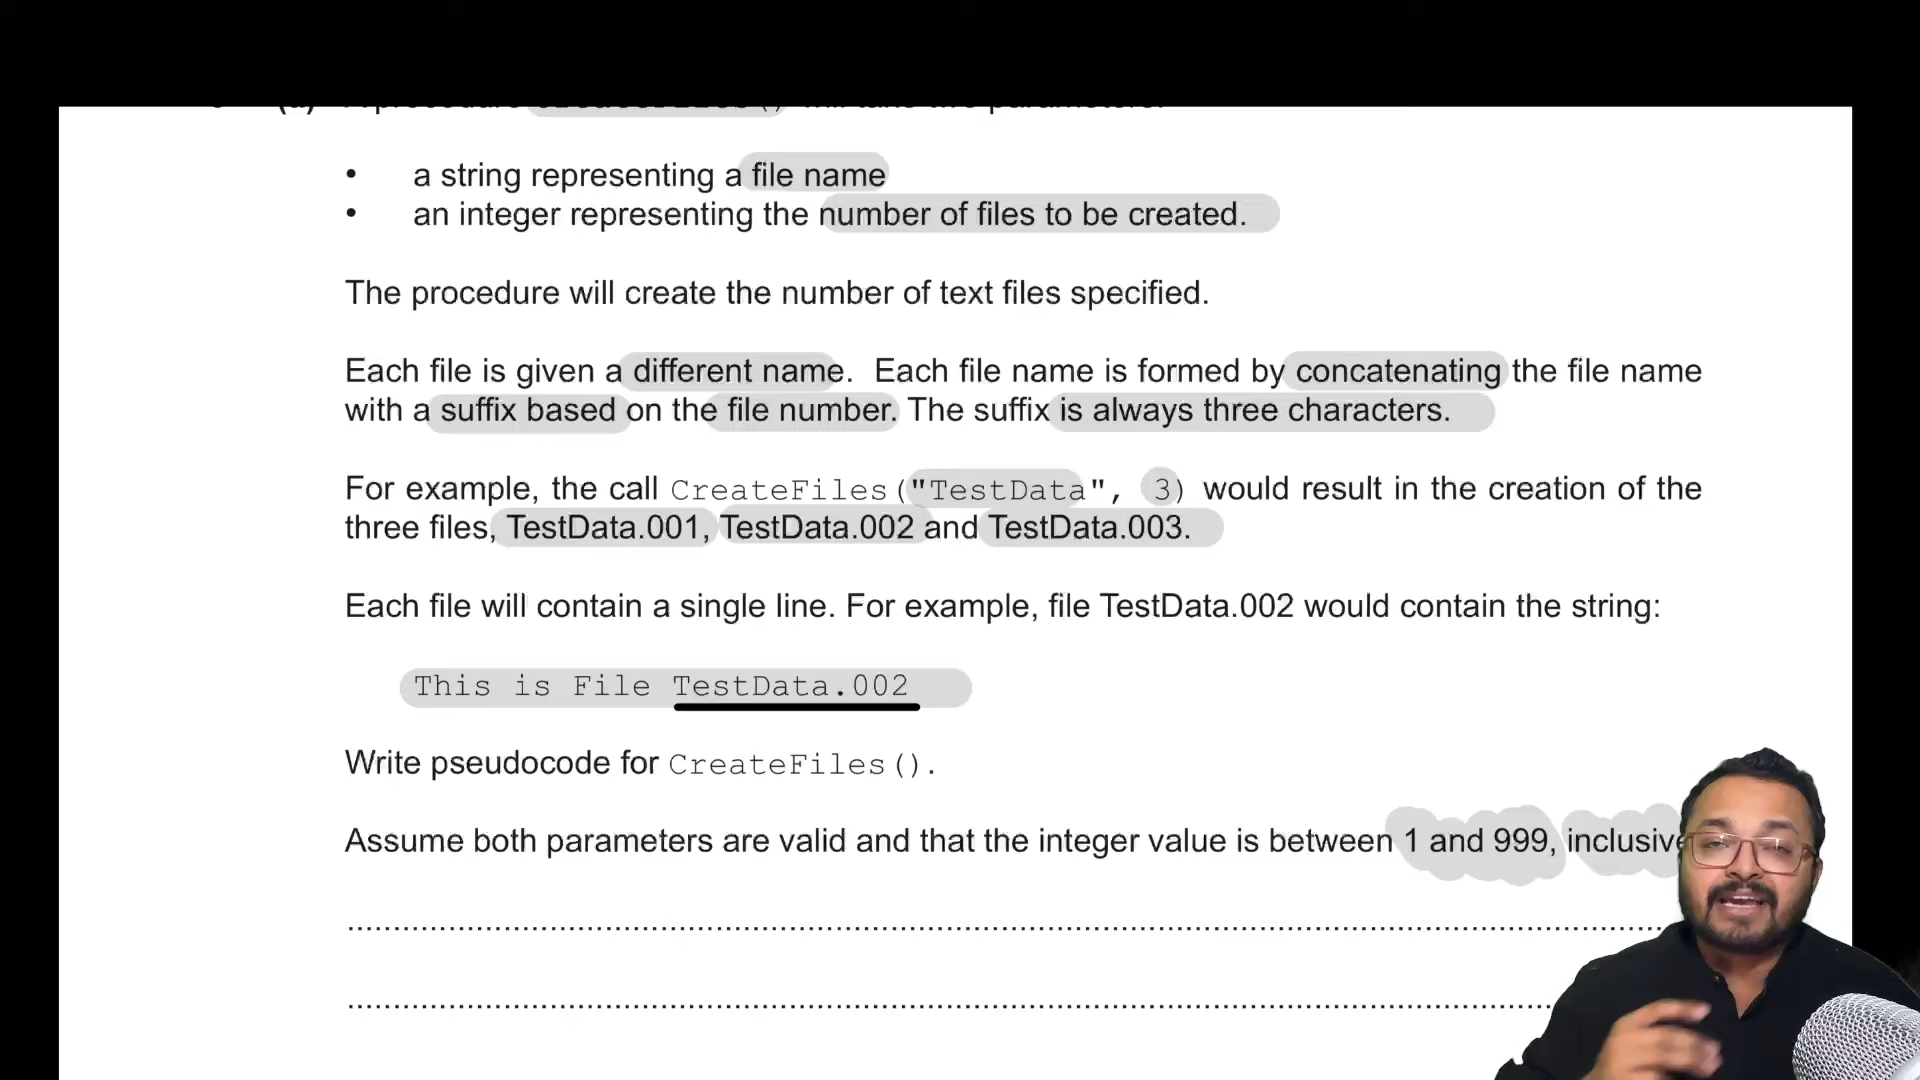 • a string representing a file name
• an integer representing the number of files to be created.
The procedure will create the number of text files specified.
Each file is given a different name. Each file name is formed by concatenating the file name
with a suffix based on the file number. The suffix is always three characters.
For example, the call CreateFiles("TestData", 3) would result in the creation of the
three files, TestData.001, TestData.002 and TestData.003.
Each file will contain a single line. For example, file TestData.002 would contain the string:
This is File TestData.002
Write pseudocode for CreateFiles().
Assume both parameters are valid and that the integer value is between 1 and 999, inclusive